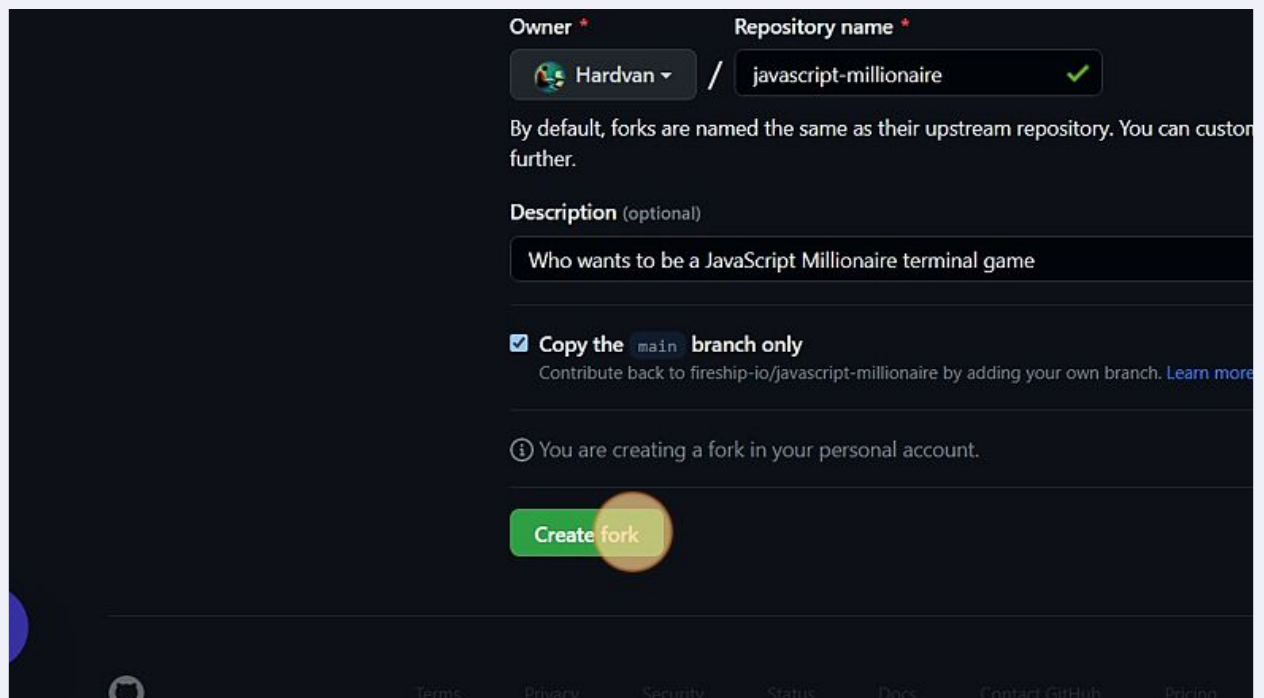 Owner * Repository name *
Hardvan / javascript-millionaire
By default, forks are named the same as their upstream repository. You can custom
further.
Description (optional)
Who wants to be a JavaScript Millionaire terminal game
Copy the main branch only
Contribute back to fireship-io/javascript-millionaire by adding your own branch. Learn more
You are creating a fork in your personal account.
Create fork
Terms Privacy Security Status Docs Contact GitHub Pricing